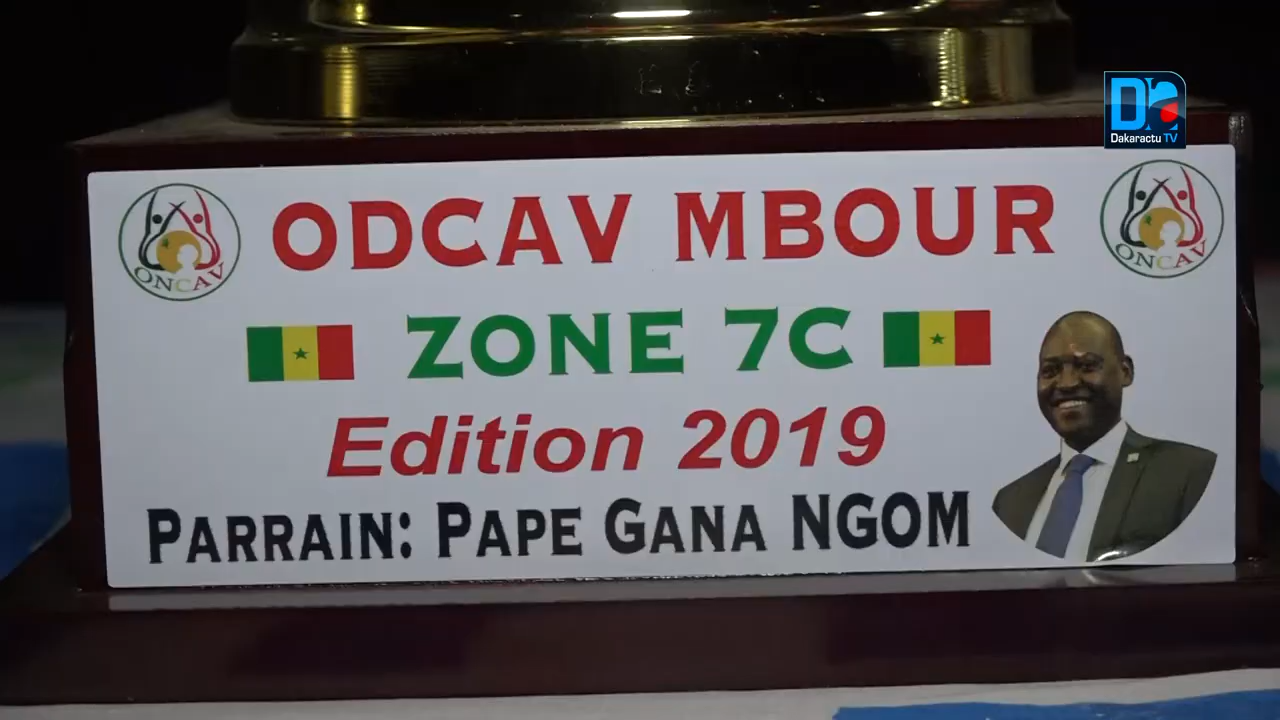 Dakaractu TV
ODCAV MBOUR
ONCAV
ONCAV
ZONE 7C
Edition 2019
PARRAIN: PAPE GANA NGOM